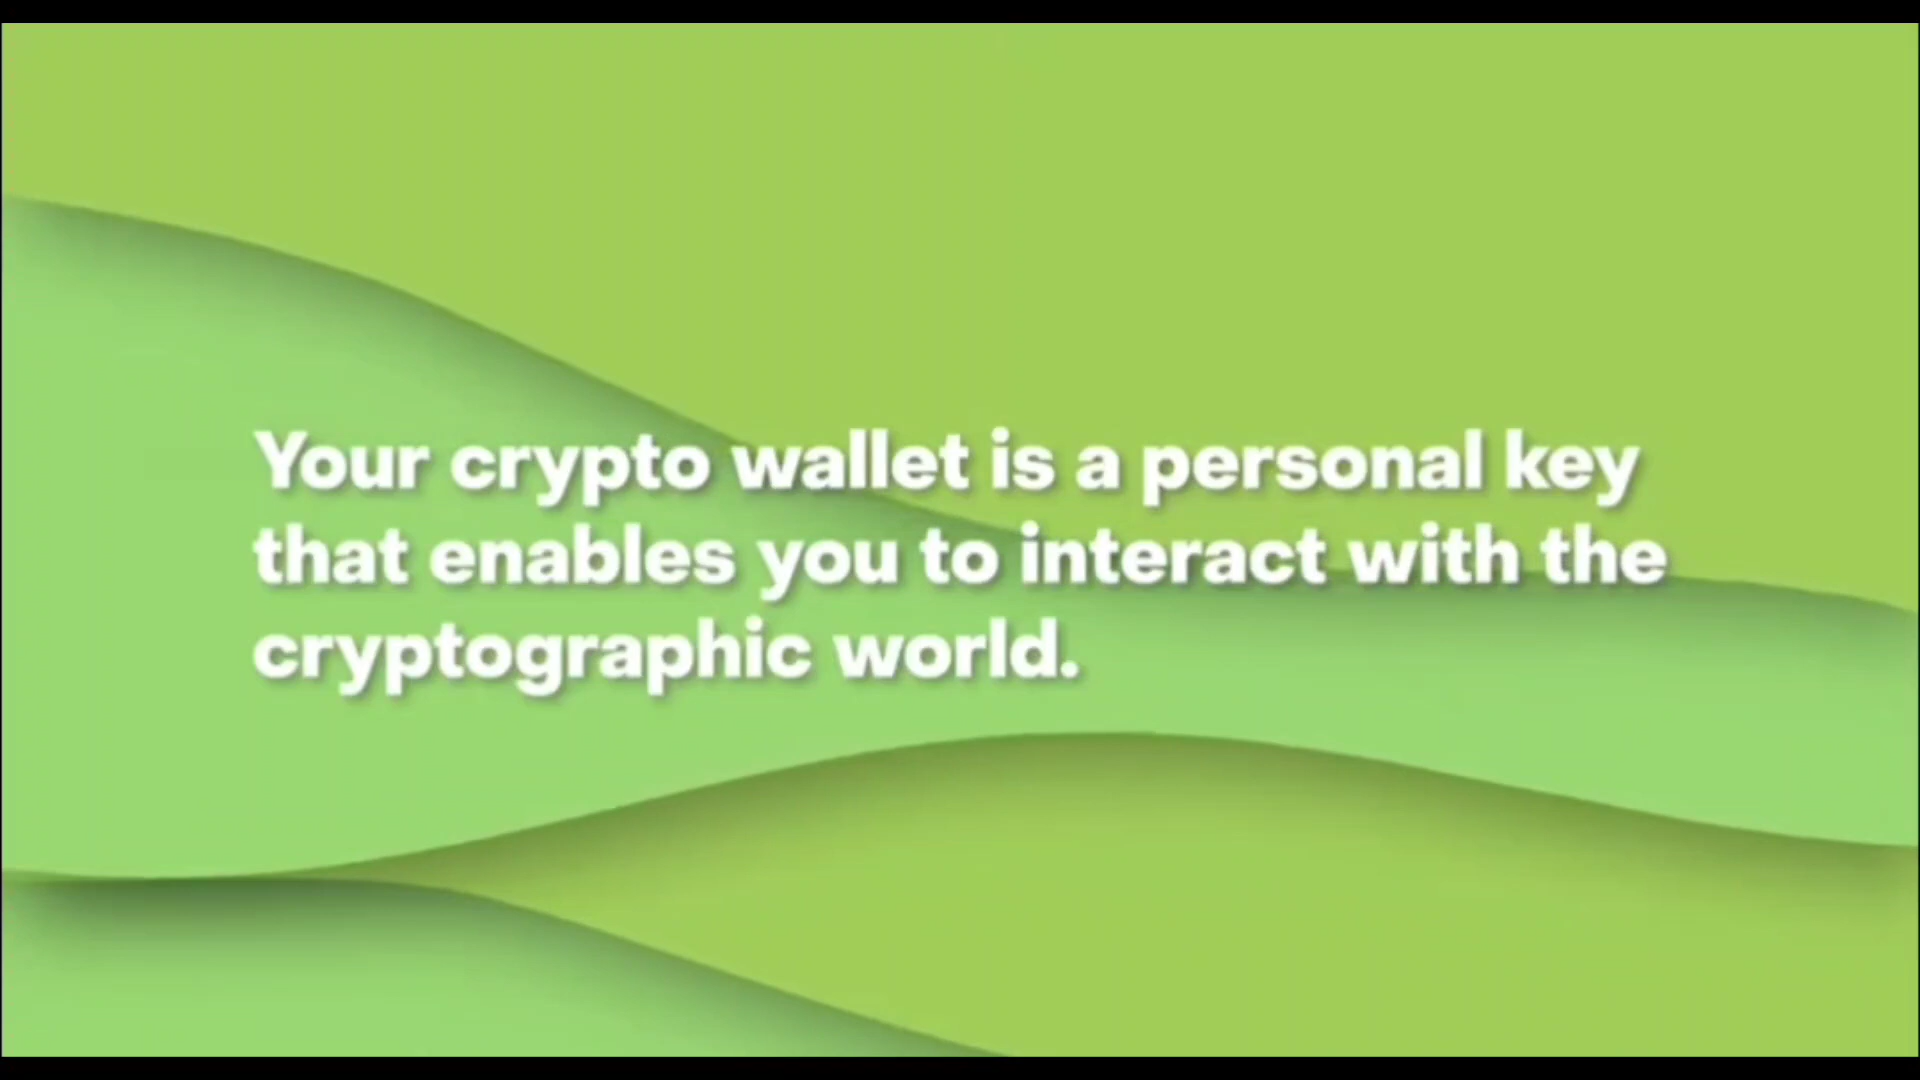 Your crypto wallet is a personal key
that enables you to interact with the
cryptographic world.